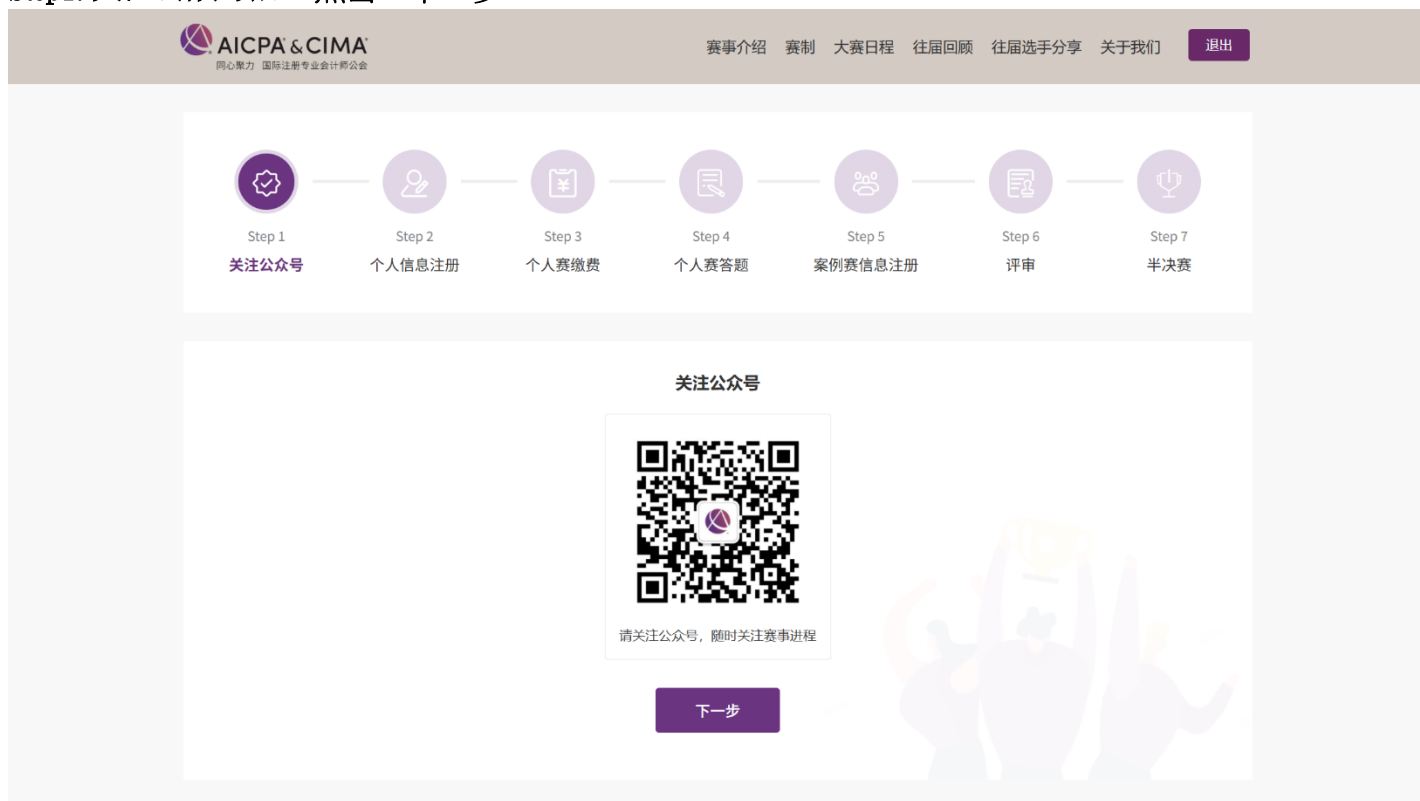 AICPA & CIMA
同心聚力 国际注册专业会计师公会
赛事介绍 赛制 大赛日程 往届回顾 往届选手分享 关于我们 退出
Step 1 Step 2 Step 3 Step 4 Step 5 Step 6 Step 7
关注公众号 个人信息注册 个人赛缴费 个人赛答题 案例赛信息注册 评审 半决赛
关注公众号
请关注公众号，随时关注赛事进程
下一步